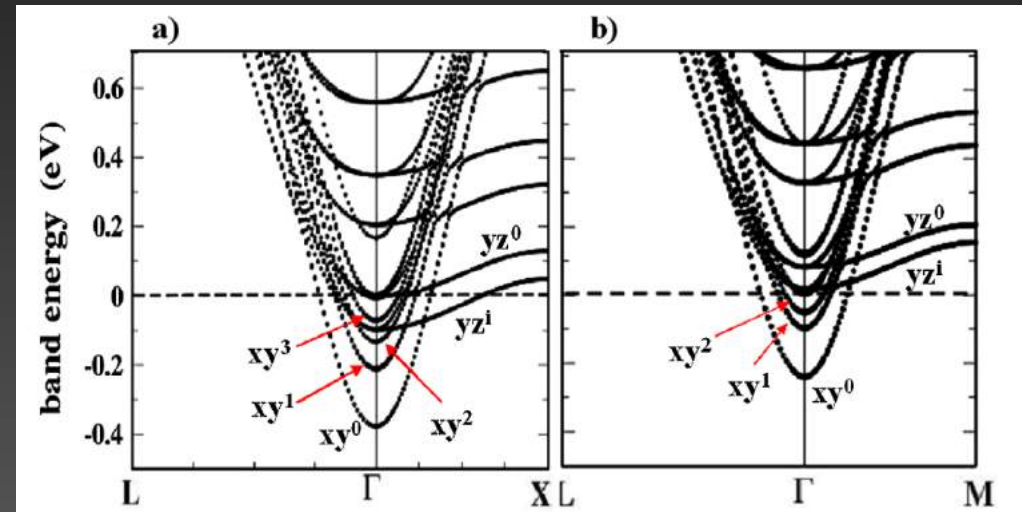 a)
b)
band energy (eV)
0.6
0.4
0.2
0
-0.2
-0.4
yz⁰
yzⁱ
xy³
xy¹
xy⁰
xy²
L
Γ
X
yz⁰
yzⁱ
xy²
xy¹
xy⁰
L
Γ
M